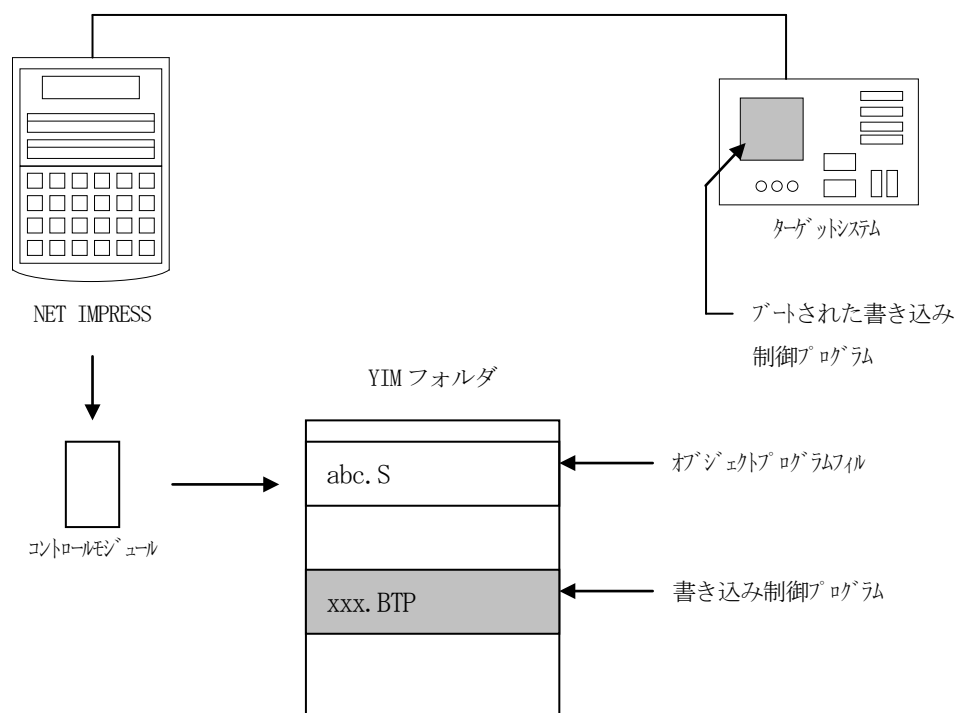 ターゲットシステム
NET IMPRESS
ブートされた書き込み
制御プログラム
YIMフォルダ
abc.S
オブジェクトプログラムファイル
コントロールモジュール
xxx.BTP
書き込み制御プログラム